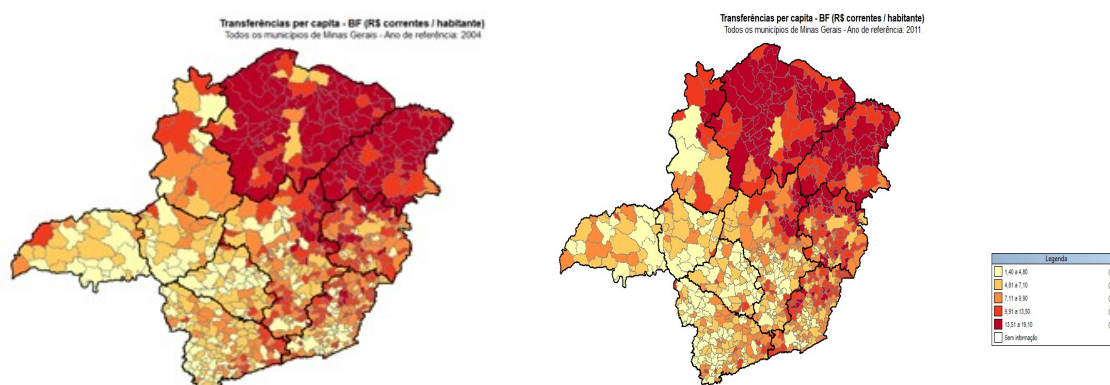 Transferências per capita - BF (R$ correntes / habitante)
Todos os municípios de Minas Gerais - Ano de referência: 2004
Transferências per capita - BF (R$ correntes / habitante)
Todos os municípios de Minas Gerais - Ano de referência: 2011
Legenda
1,40 a 4,80 (
4,81 a 7,10 (
7,11 a 9,90 (
9,91 a 13,50 (
13,51 a 19,10 (
Sem informação